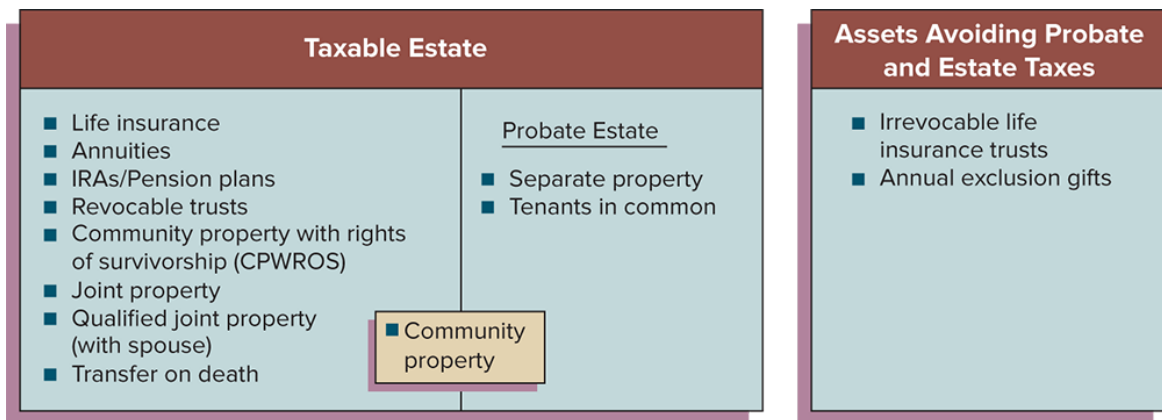 Taxable Estate
■ Life insurance
■ Annuities
■ IRAs/Pension plans
■ Revocable trusts
■ Community property with rights
of survivorship (CPWROS)
■ Joint property
■ Qualified joint property
(with spouse)
■ Transfer on death
Probate Estate
■ Separate property
■ Tenants in common
■ Community
property
Assets Avoiding Probate
and Estate Taxes
■ Irrevocable life
insurance trusts
■ Annual exclusion gifts